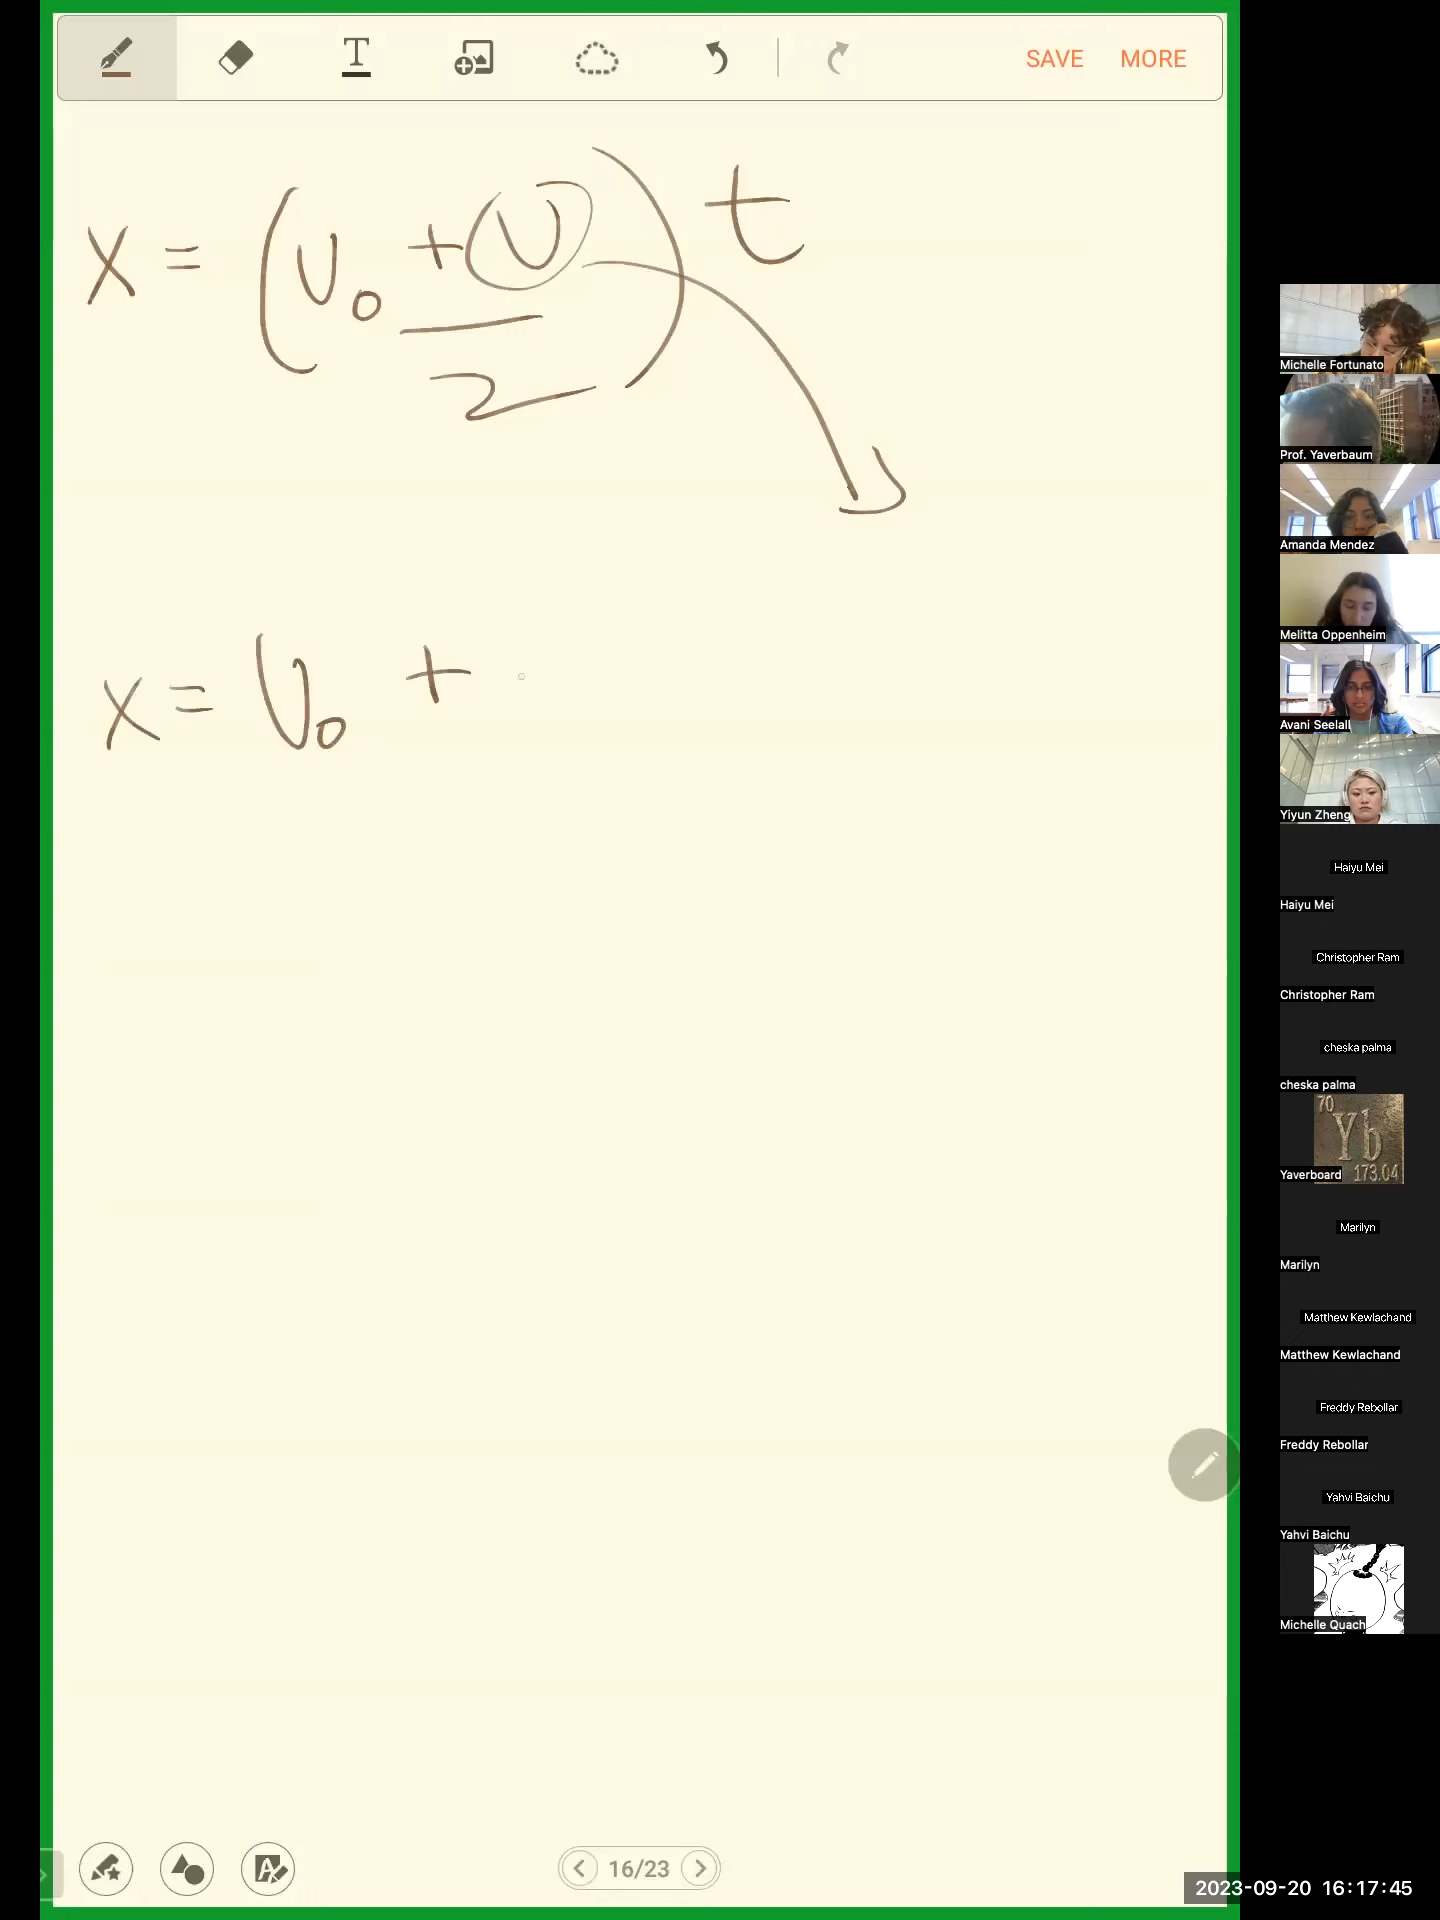 T
SAVE MORE
x = (v₀ + v) t
2
x = v₀ +
Michelle Fortunato
Prof. Yaverbaum
Amanda Mendez
Melitta Oppenheim
Avani Seelall
Yiyun Zheng
Haiyu Mei
Haiyu Mei
Christopher Ram
Christopher Ram
cheska palma
cheska palma
70
Yb
173.04
Yaverboard
Marilyn
Marilyn
Matthew Kewlachand
Matthew Kewlachand
Freddy Rebollar
Freddy Rebollar
Yahvi Baichu
Yahvi Baichu
Michelle Quach
A
16/23
2023-09-20 16:17:45